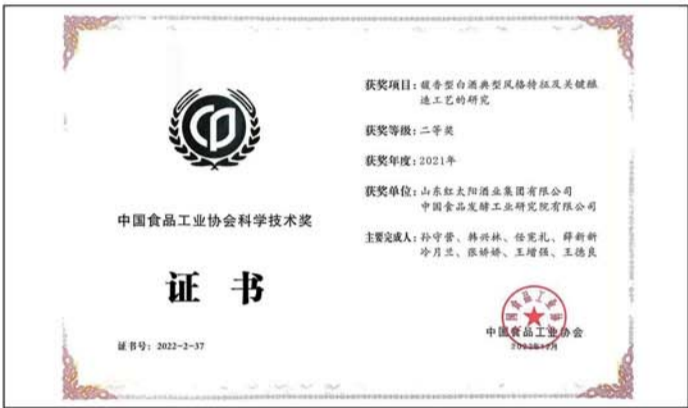 中国食品工业协会科学技术奖
证书
证书号：2022-2-37
获奖项目：馥香型白酒典型风格特征及关键酿
造工艺的研究
获奖等级：二等奖
获奖年度：2021年
获奖单位：山东红太阳酒业集团有限公司
中国食品发酵工业研究院有限公司
主要完成人：孙守营、韩兴林、任宪礼、薛新新
冷月兰、张娇娇、王增强、王德良
中国食品工业协会